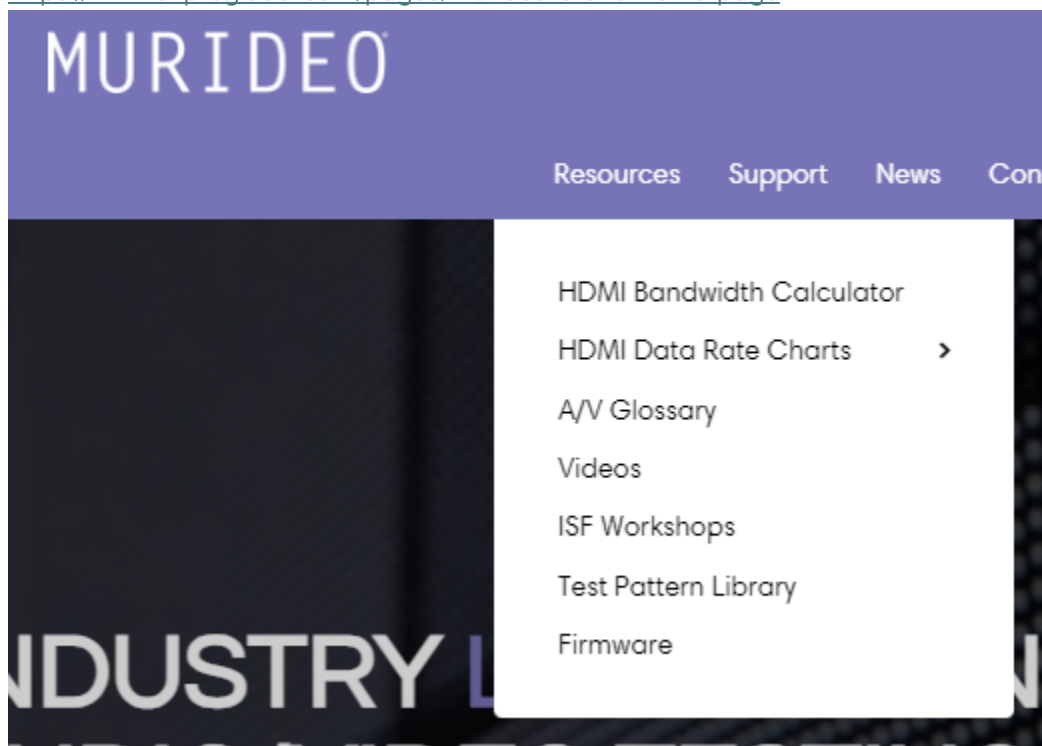 MURIDEO
Resources Support News
HDMI Bandwidth Calculator
HDMI Data Rate Charts
A/V Glossary
Videos
ISF Workshops
Test Pattern Library
Firmware
NDUSTRY L